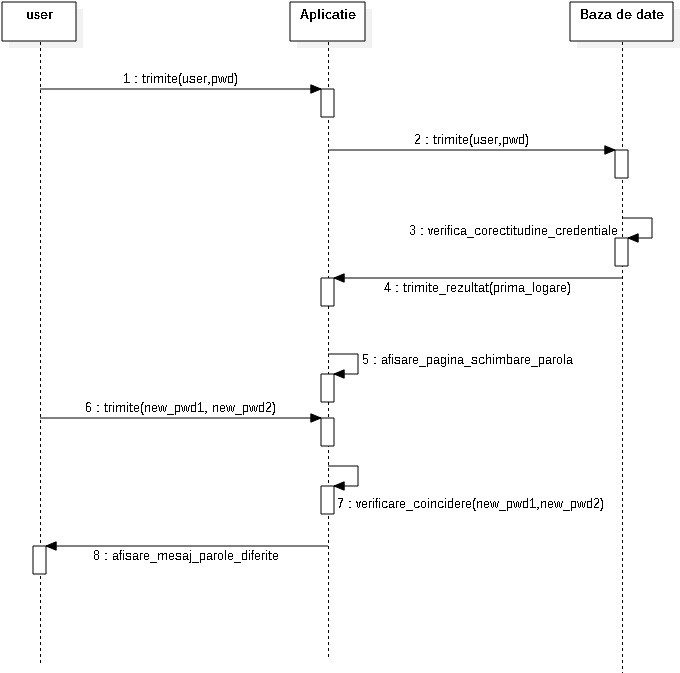 user
Aplicatie
Baza de date
1 : trimite(user,pwd)
2 : trimite(user,pwd)
3 : verifica_corectitudine_credentiale
4 : trimite_rezultat(prima_logare)
5 : afisare_pagina_schimbare_parola
6 : trimite(new_pwd1, new_pwd2)
7 : verificare_coincidere(new_pwd1,new_pwd2)
8 : afisare_mesaj_parole_diferite